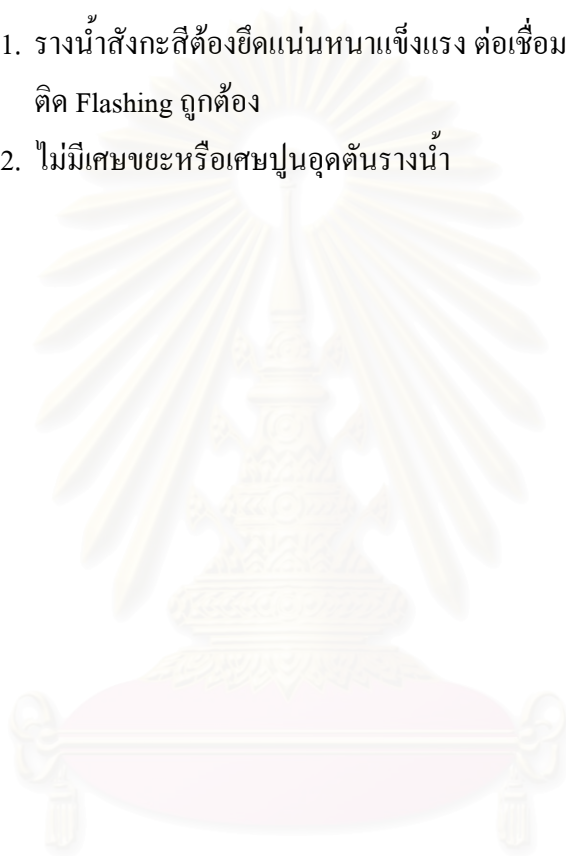 1. รางน้ำสังกะสีต้องยึดแน่นหนาแข็งแรง ต่อเชื่อม
ติด Flashing ถูกต้อง
2. ไม่มีเศษขยะหรือเศษปูนอุดตันรางน้ำ